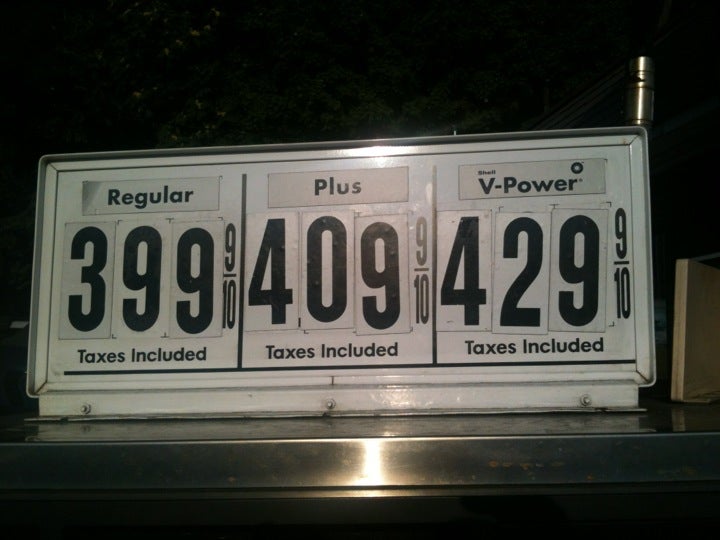 Regular
399 9/10
Taxes Included
Plus
409 9/10
Taxes Included
Shell
V-Power
429 9/10
Taxes Included